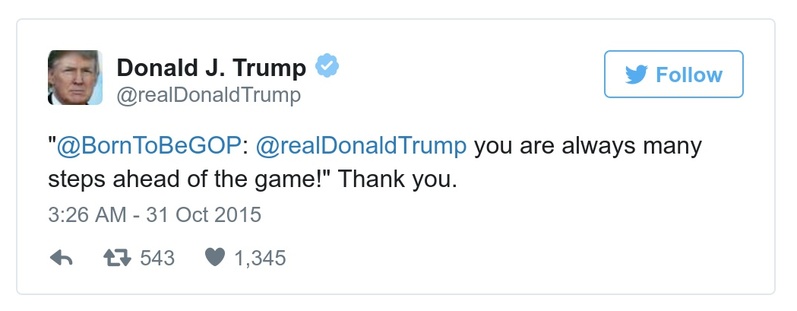 Donald J. Trump
@realDonaldTrump
Follow
"@BornToBeGOP: @realDonaldTrump you are always many
steps ahead of the game!" Thank you.
3:26 AM - 31 Oct 2015
543 1,345